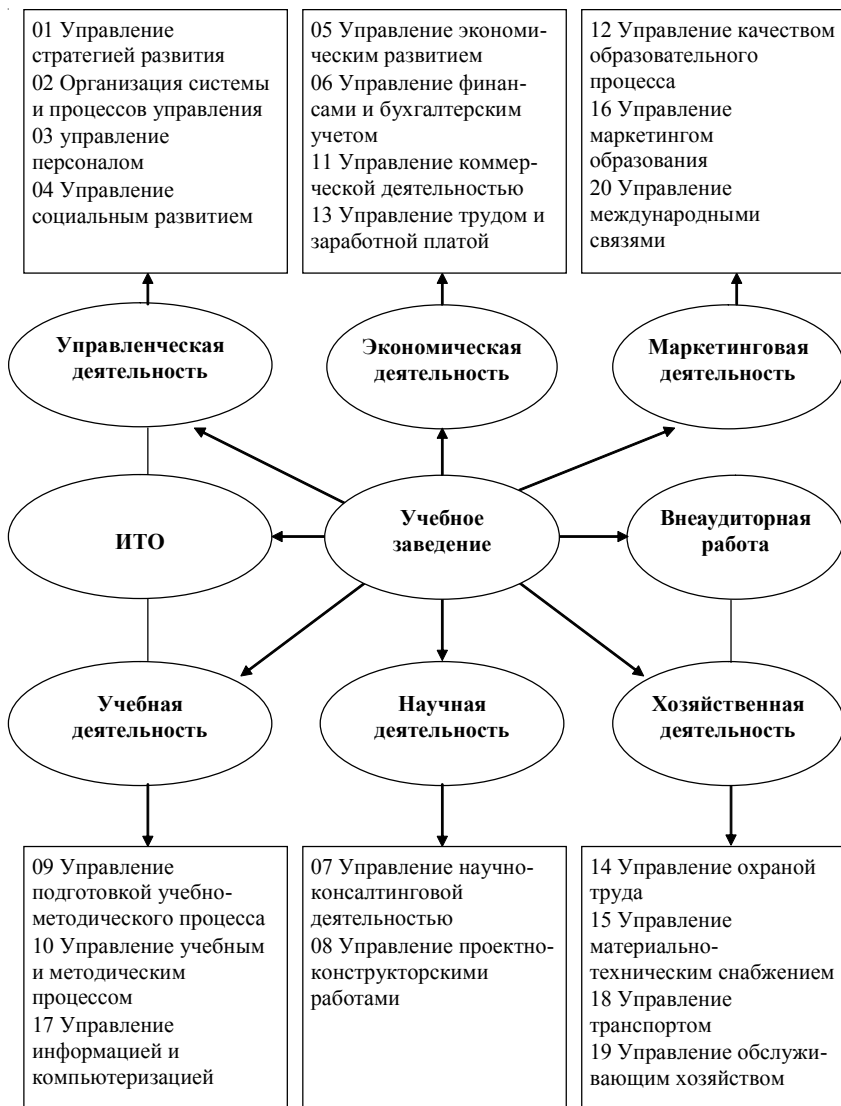 01 Управление
стратегией развития
02 Организация системы
и процессов управления
03 управление
персоналом
04 Управление
социальным развитием
05 Управление экономи-
ческим развитием
06 Управление финан-
сами и бухгалтерским
учетом
11 Управление коммер-
ческой деятельностью
13 Управление трудом и
заработной платой
12 Управление качеством
образовательного
процесса
16 Управление
маркетингом
образования
20 Управление
международными
связями
Управленческая
деятельность
Экономическая
деятельность
Маркетинговая
деятельность
ИТО
Учебное
заведение
Внеаудиторная
работа
Учебная
деятельность
Научная
деятельность
Хозяйственная
деятельность
09 Управление
подготовкой учебно-
методического процесса
10 Управление учебным
и методическим
процессом
17 Управление
информацией и
компьютеризацией
07 Управление научно-
консалтинговой
деятельностью
08 Управление проектно-
конструкторскими
работами
14 Управление охраной
труда
15 Управление
материально-
техническим снабжением
18 Управление
транспортом
19 Управление обслужи-
вающим хозяйством